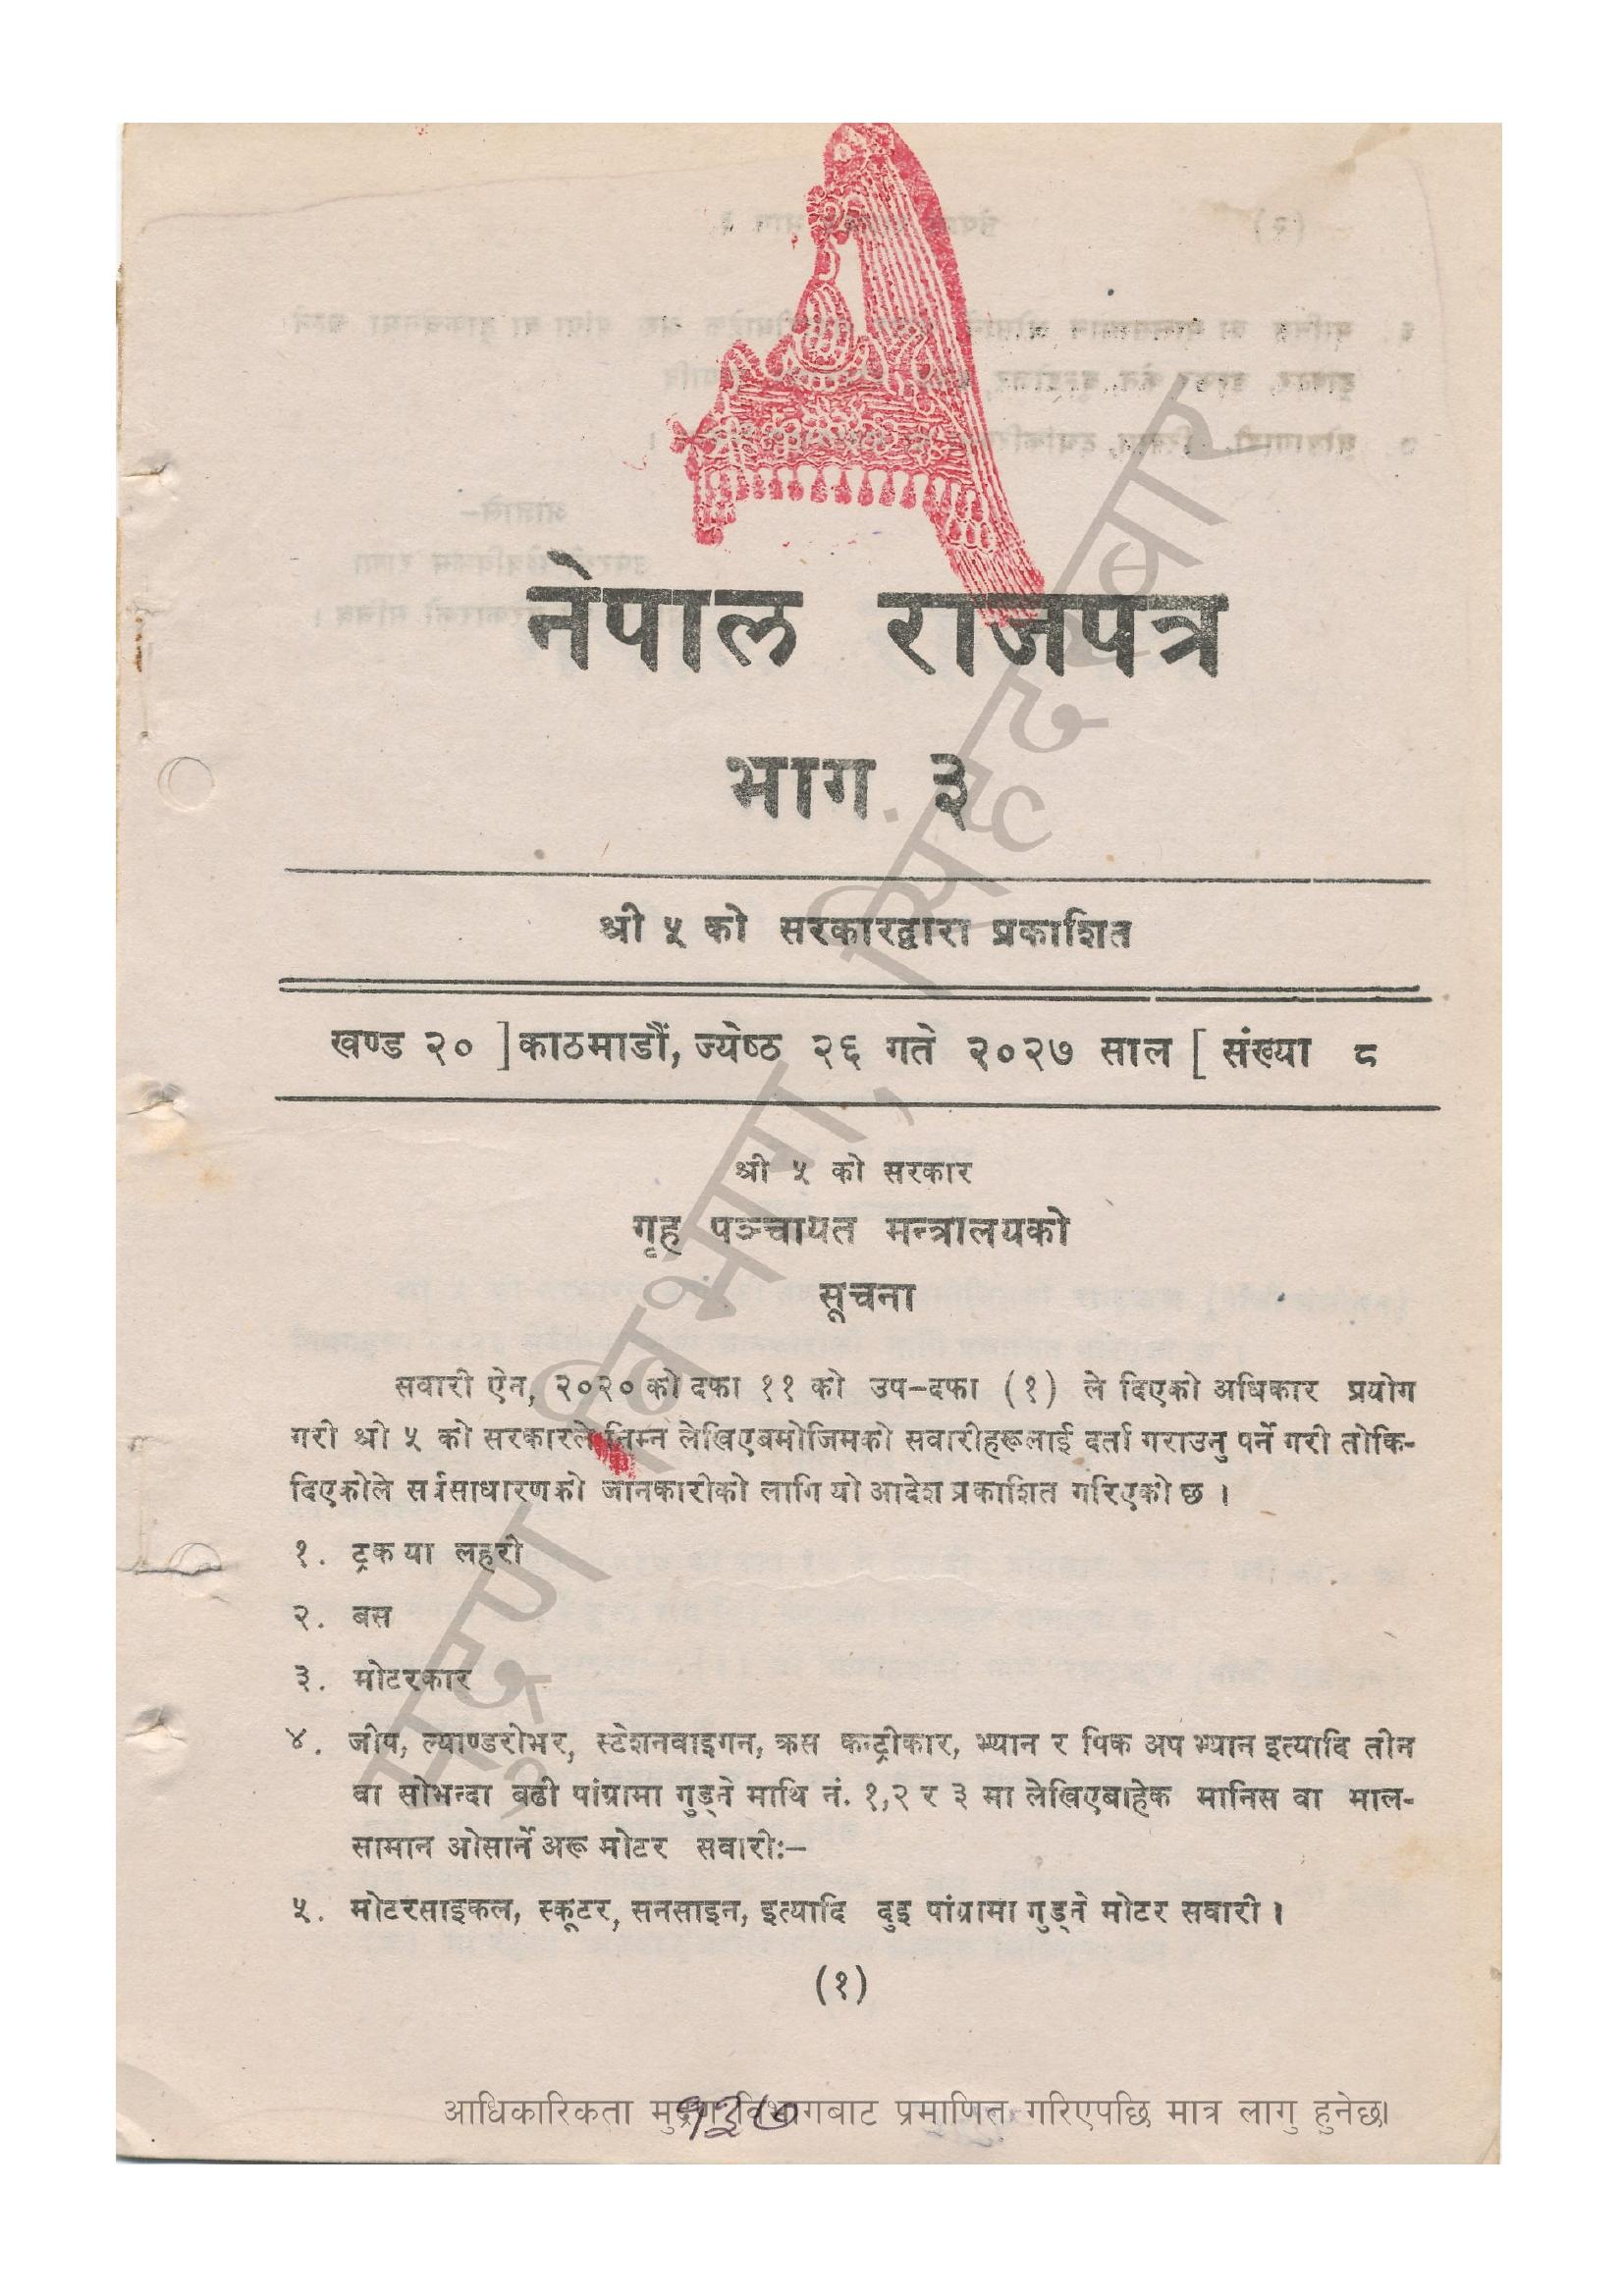 नेपाल राजपत्र
भाग ३
श्री ५ को सरकारद्वारा प्रकाशित
खण्ड २० ] काठमाडौं, ज्येष्ठ २६ गते २०२७ साल [ संख्या ८
श्री ५ को सरकार
गृह पञ्चायत मन्त्रालयको
सूचना
सवारी ऐन, २०२० को दफा ११ को उप-दफा (१) ले दिएको अधिकार प्रयोग
गरी श्री ५ को सरकारले निम्न लेखिएबमोजिमको सवारीहरूलाई दर्ता गराउनु पर्ने गरी तोकि-
दिएकोले सर्वसाधारणको जानकारीको लागि यो आदेश प्रकाशित गरिएको छ ।
१. ट्रक या लहरी
२. बस
३. मोटरकार
४. जीप, ल्याण्डरोभर, स्टेशनवाइगन, क्रस कन्ट्रीकार, भ्यान र पिक अप भ्यान इत्यादि तीन
वा सोभन्दा बढी पांग्रामा गुड्ने माथि नं. १,२ र ३ मा लेखिएबाहेक मानिस वा माल-
सामान ओसार्ने अरू मोटर सवारी:–
५. मोटरसाइकल, स्कूटर, सनसाइन, इत्यादि दुइ पांग्रामा गुड्ने मोटर सवारी ।
(१)
आधिकारिकता मुद्रण विभागबाट प्रमाणित गरिएपछि मात्र लागु हुनेछ।
१३७
मुद्रण विभाग, सिंहदरबार